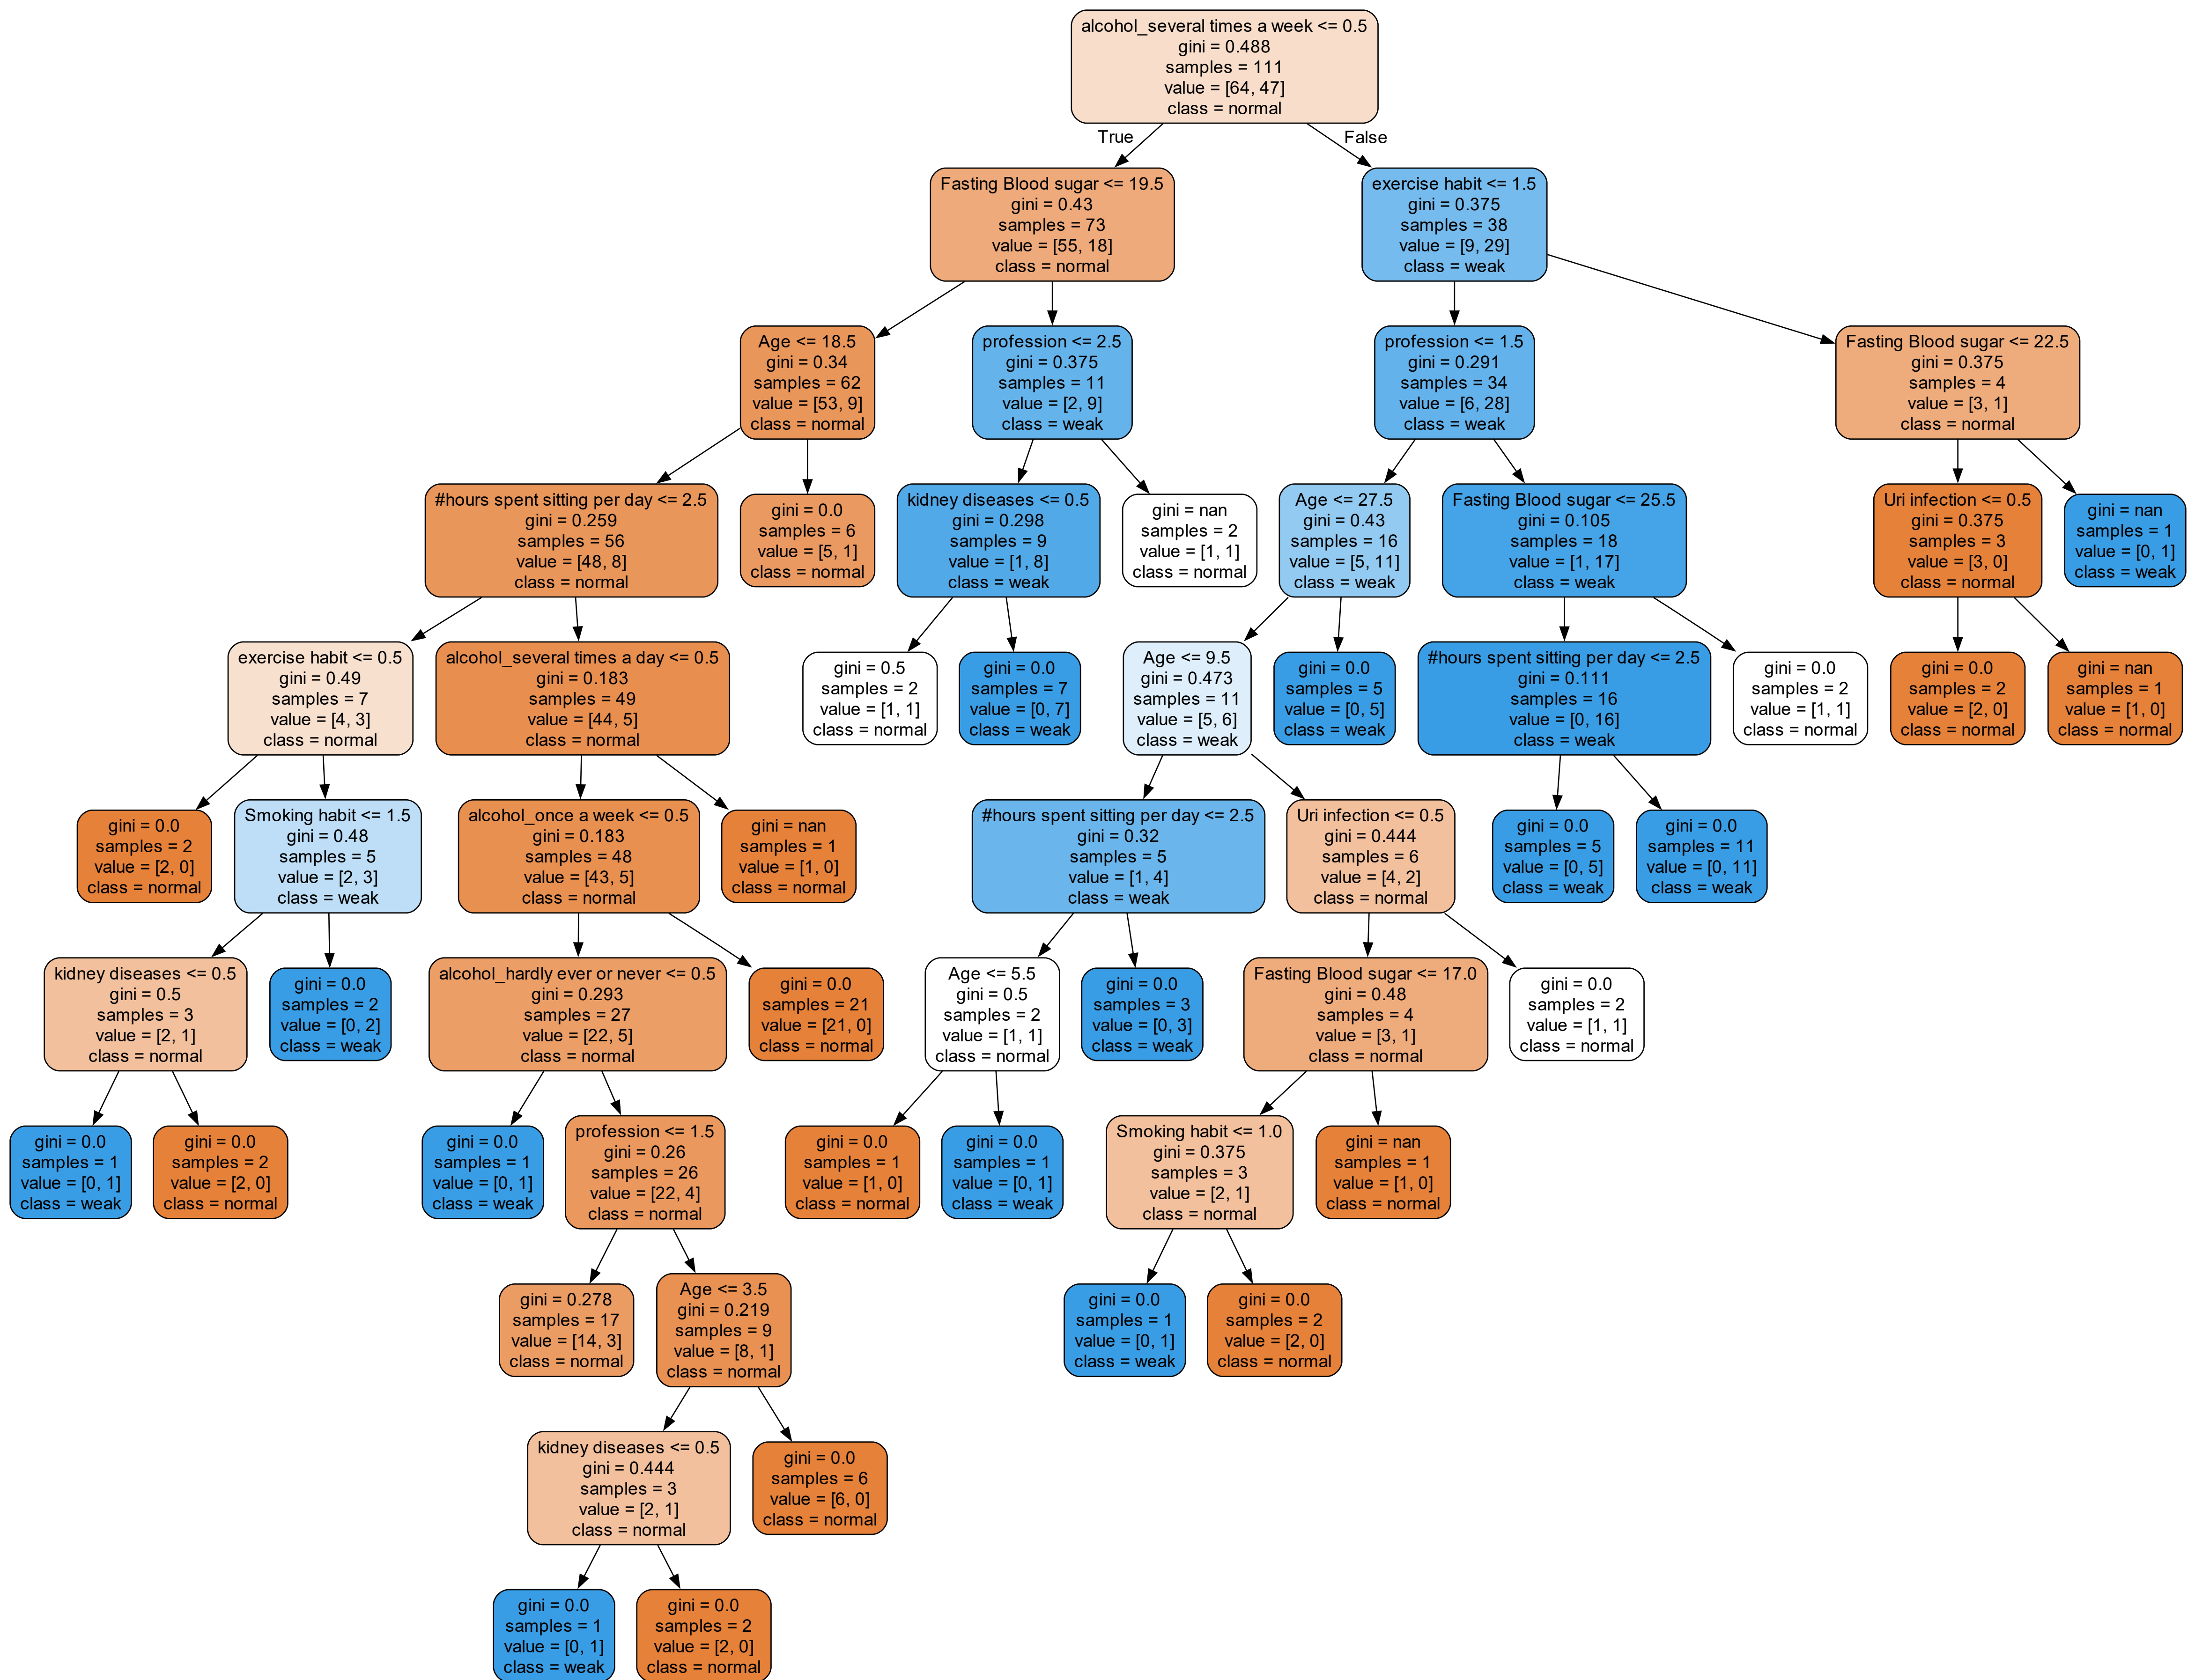 alcohol_several times a week <= 0.5
gini = 0.488
samples = 111
value = [64, 47]
class = normal
True
False
Fasting Blood sugar <= 19.5
gini = 0.43
samples = 73
value = [55, 18]
class = normal
exercise habit <= 1.5
gini = 0.375
samples = 38
value = [9, 29]
class = weak
Age <= 18.5
gini = 0.34
samples = 62
value = [53, 9]
class = normal
profession <= 2.5
gini = 0.375
samples = 11
value = [2, 9]
class = weak
profession <= 1.5
gini = 0.291
samples = 34
value = [6, 28]
class = weak
Fasting Blood sugar <= 22.5
gini = 0.375
samples = 4
value = [3, 1]
class = normal
#hours spent sitting per day <= 2.5
gini = 0.259
samples = 56
value = [48, 8]
class = normal
gini = 0.0
samples = 6
value = [5, 1]
class = normal
kidney diseases <= 0.5
gini = 0.298
samples = 9
value = [1, 8]
class = weak
gini = nan
samples = 2
value = [1, 1]
class = normal
Age <= 27.5
gini = 0.43
samples = 16
value = [5, 11]
class = weak
Fasting Blood sugar <= 25.5
gini = 0.105
samples = 18
value = [1, 17]
class = weak
Uri infection <= 0.5
gini = 0.375
samples = 3
value = [3, 0]
class = normal
gini = nan
samples = 1
value = [0, 1]
class = weak
exercise habit <= 0.5
gini = 0.49
samples = 7
value = [4, 3]
class = normal
alcohol_several times a day <= 0.5
gini = 0.183
samples = 49
value = [44, 5]
class = normal
gini = 0.5
samples = 2
value = [1, 1]
class = normal
gini = 0.0
samples = 7
value = [0, 7]
class = weak
Age <= 9.5
gini = 0.473
samples = 11
value = [5, 6]
class = weak
gini = 0.0
samples = 5
value = [0, 5]
class = weak
#hours spent sitting per day <= 2.5
gini = 0.111
samples = 16
value = [0, 16]
class = weak
gini = 0.0
samples = 2
value = [1, 1]
class = normal
gini = 0.0
samples = 2
value = [2, 0]
class = normal
gini = nan
samples = 1
value = [1, 0]
class = normal
gini = 0.0
samples = 2
value = [2, 0]
class = normal
Smoking habit <= 1.5
gini = 0.48
samples = 5
value = [2, 3]
class = weak
alcohol_once a week <= 0.5
gini = 0.183
samples = 48
value = [43, 5]
class = normal
gini = nan
samples = 1
value = [1, 0]
class = normal
#hours spent sitting per day <= 2.5
gini = 0.32
samples = 5
value = [1, 4]
class = weak
Uri infection <= 0.5
gini = 0.444
samples = 6
value = [4, 2]
class = normal
gini = 0.0
samples = 5
value = [0, 5]
class = weak
gini = 0.0
samples = 11
value = [0, 11]
class = weak
kidney diseases <= 0.5
gini = 0.5
samples = 3
value = [2, 1]
class = normal
gini = 0.0
samples = 2
value = [0, 2]
class = weak
alcohol_hardly ever or never <= 0.5
gini = 0.293
samples = 27
value = [22, 5]
class = normal
gini = 0.0
samples = 21
value = [21, 0]
class = normal
Age <= 5.5
gini = 0.5
samples = 2
value = [1, 1]
class = normal
gini = 0.0
samples = 3
value = [0, 3]
class = weak
Fasting Blood sugar <= 17.0
gini = 0.48
samples = 4
value = [3, 1]
class = normal
gini = 0.0
samples = 2
value = [1, 1]
class = normal
gini = 0.0
samples = 1
value = [0, 1]
class = weak
gini = 0.0
samples = 2
value = [2, 0]
class = normal
gini = 0.0
samples = 1
value = [0, 1]
class = weak
profession <= 1.5
gini = 0.26
samples = 26
value = [22, 4]
class = normal
gini = 0.0
samples = 1
value = [1, 0]
class = normal
gini = 0.0
samples = 1
value = [0, 1]
class = weak
Smoking habit <= 1.0
gini = 0.375
samples = 3
value = [2, 1]
class = normal
gini = nan
samples = 1
value = [1, 0]
class = normal
gini = 0.278
samples = 17
value = [14, 3]
class = normal
Age <= 3.5
gini = 0.219
samples = 9
value = [8, 1]
class = normal
gini = 0.0
samples = 1
value = [0, 1]
class = weak
gini = 0.0
samples = 2
value = [2, 0]
class = normal
kidney diseases <= 0.5
gini = 0.444
samples = 3
value = [2, 1]
class = normal
gini = 0.0
samples = 6
value = [6, 0]
class = normal
gini = 0.0
samples = 1
value = [0, 1]
class = weak
gini = 0.0
samples = 2
value = [2, 0]
class = normal